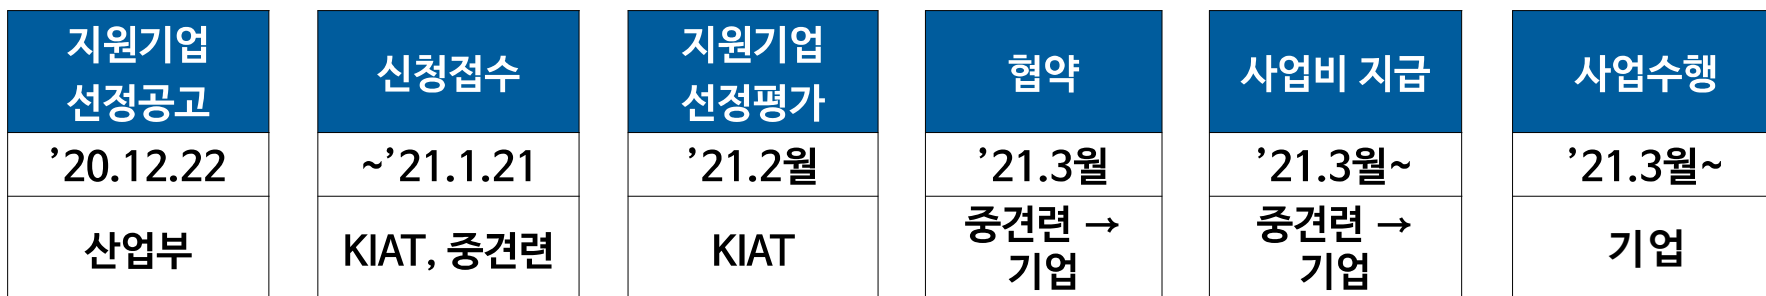 지원기업
선정공고
’20.12.22
산업부
신청접수
~’21.1.21
KIAT, 중견련
지원기업
선정평가
’21.2월
KIAT
협약
’21.3월
중견련 →
기업
사업비 지급
’21.3월~
중견련 →
기업
사업수행
’21.3월~
기업